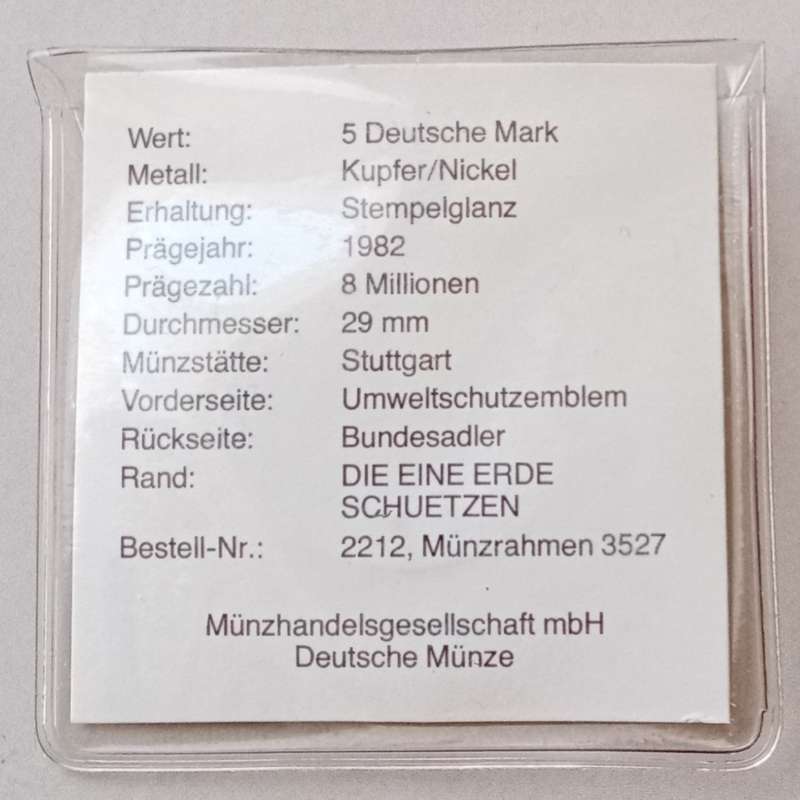 Wert: 5 Deutsche Mark
Metall: Kupfer/Nickel
Erhaltung: Stempelglanz
Prägejahr: 1982
Prägezahl: 8 Millionen
Durchmesser: 29 mm
Münzstätte: Stuttgart
Vorderseite: Umweltschutzemblem
Rückseite: Bundesadler
Rand: DIE EINE ERDE
SCHUETZEN
Bestell-Nr.: 2212, Münzrahmen 3527
Münzhandelsgesellschaft mbH
Deutsche Münze